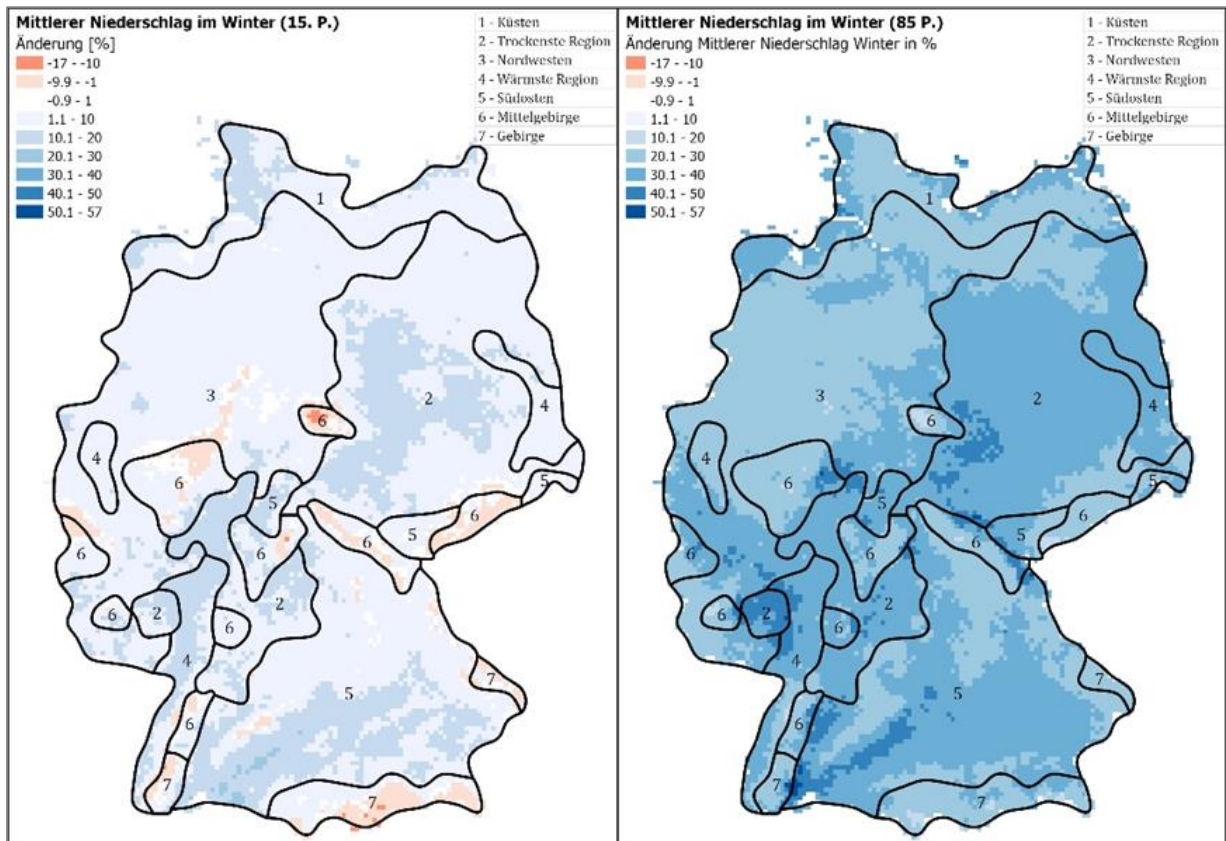 Mittlerer Niederschlag im Winter (15. P.)
Änderung [%]
-17 - -10
-9.9 - -1
-0.9 - 1
1.1 - 10
10.1 - 20
20.1 - 30
30.1 - 40
40.1 - 50
50.1 - 57
1 - Küsten
2 - Trockenste Region
3 - Nordwesten
4 - Wärmste Region
5 - Südosten
6 - Mittelgebirge
7 - Gebirge
1
3
2
6
4
4
6
5
5
6
5
6
6
6
6
2
2
6
4
5
7
6
7
7
Mittlerer Niederschlag im Winter (85 P.)
Änderung Mittlerer Niederschlag Winter in %
-17 - -10
-9.9 - -1
-0.9 - 1
1.1 - 10
10.1 - 20
20.1 - 30
30.1 - 40
40.1 - 50
50.1 - 57
1 - Küsten
2 - Trockenste Region
3 - Nordwesten
4 - Wärmste Region
5 - Südosten
6 - Mittelgebirge
7 - Gebirge
1
3
2
6
4
4
6
5
5
6
5
6
6
6
6
2
2
6
4
5
7
6
7
7